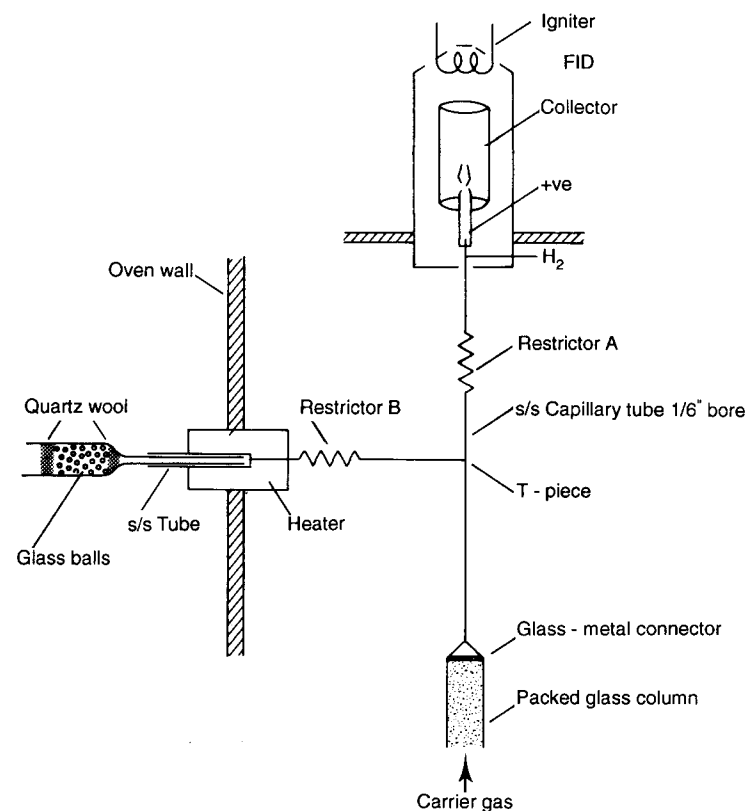 Igniter
FID
Collector
+ve
H₂
Oven wall
Restrictor A
Quartz wool
Restrictor B
s/s Capillary tube 1/6" bore
T - piece
s/s Tube
Heater
Glass balls
Glass - metal connector
Packed glass column
Carrier gas